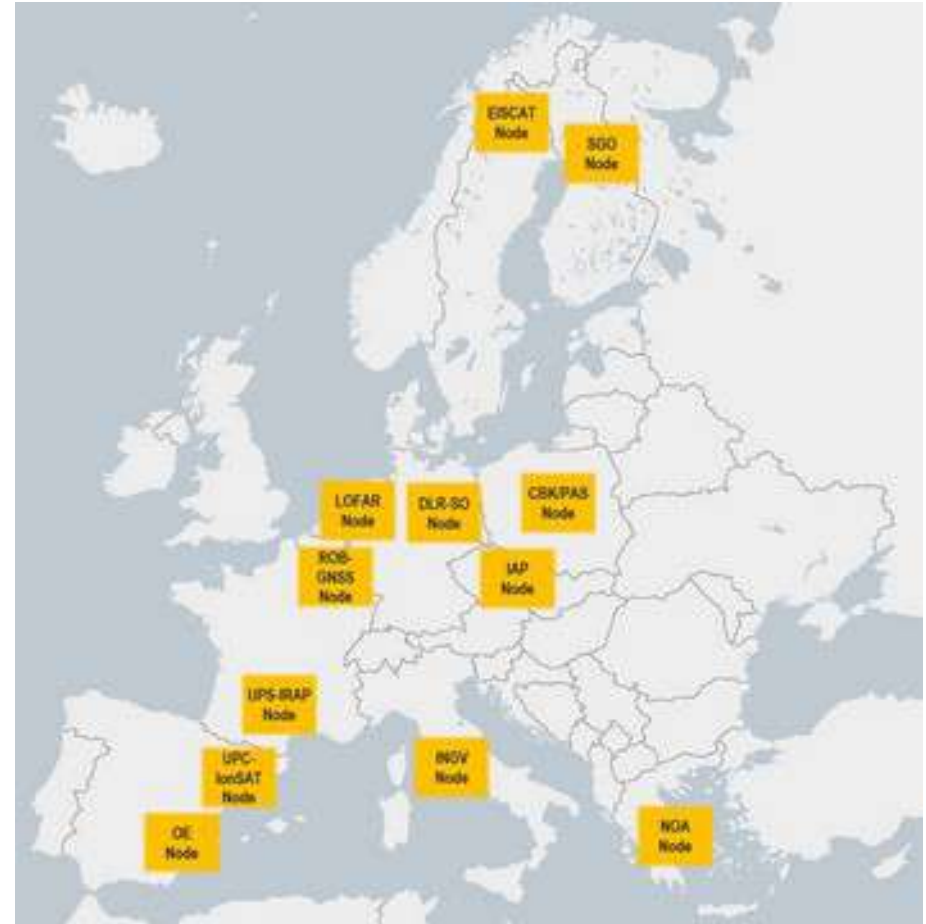 EISCAT
Node
SGO
Node
LOFAR
Node
DLR-SO
Node
CBK/PAS
Node
ROB-
GNSS
Node
IAP
Node
UPS-IRAP
Node
UPC-
IonSAT
Node
INGV
Node
OE
Node
NOA
Node